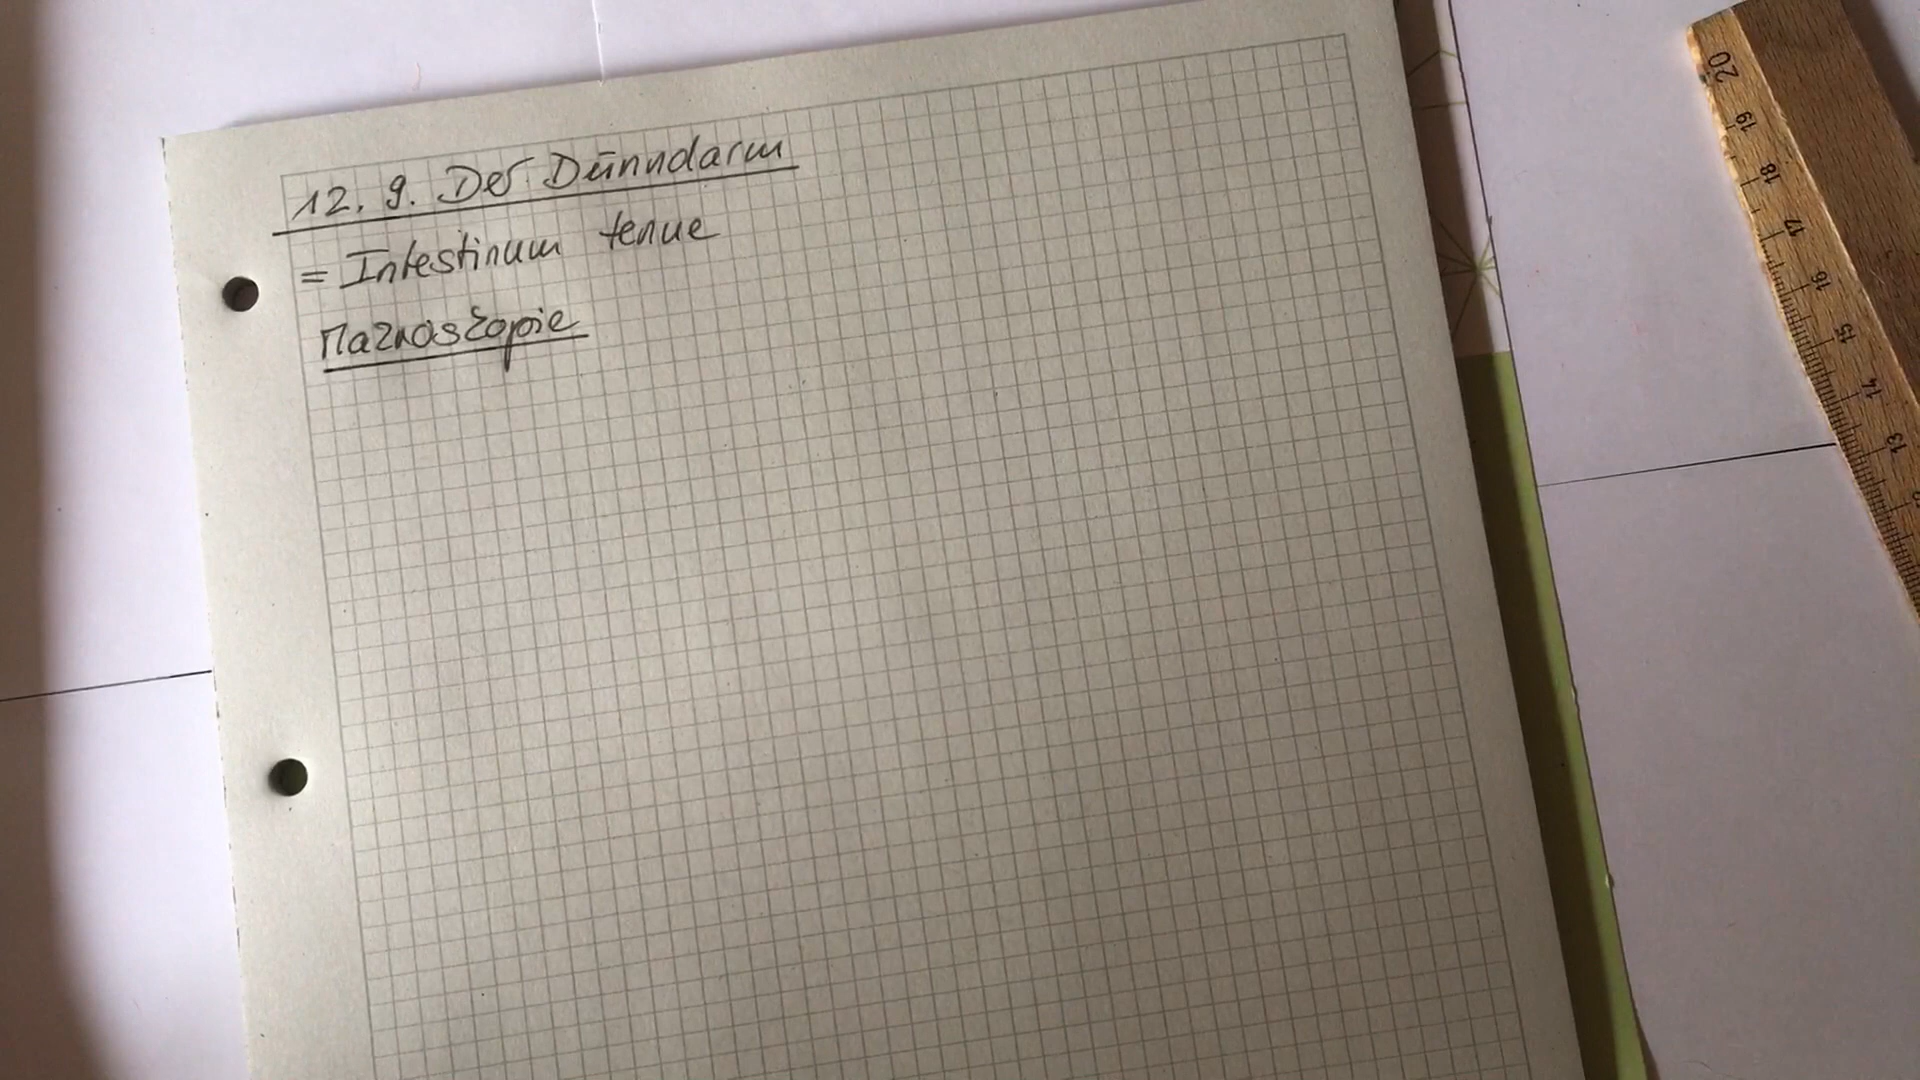 12. 9. Der Dünndarm
= Intestinum tenue
Makroskopie
20
19
18
17
16
15
14
13